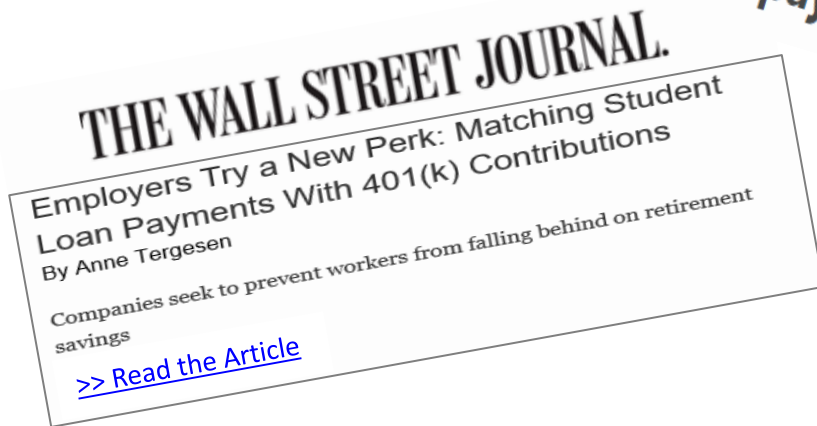 THE WALL STREET JOURNAL.
Employers Try a New Perk: Matching Student
Loan Payments With 401(k) Contributions
By Anne Tergesen
Companies seek to prevent workers from falling behind on retirement
savings
>> Read the Article